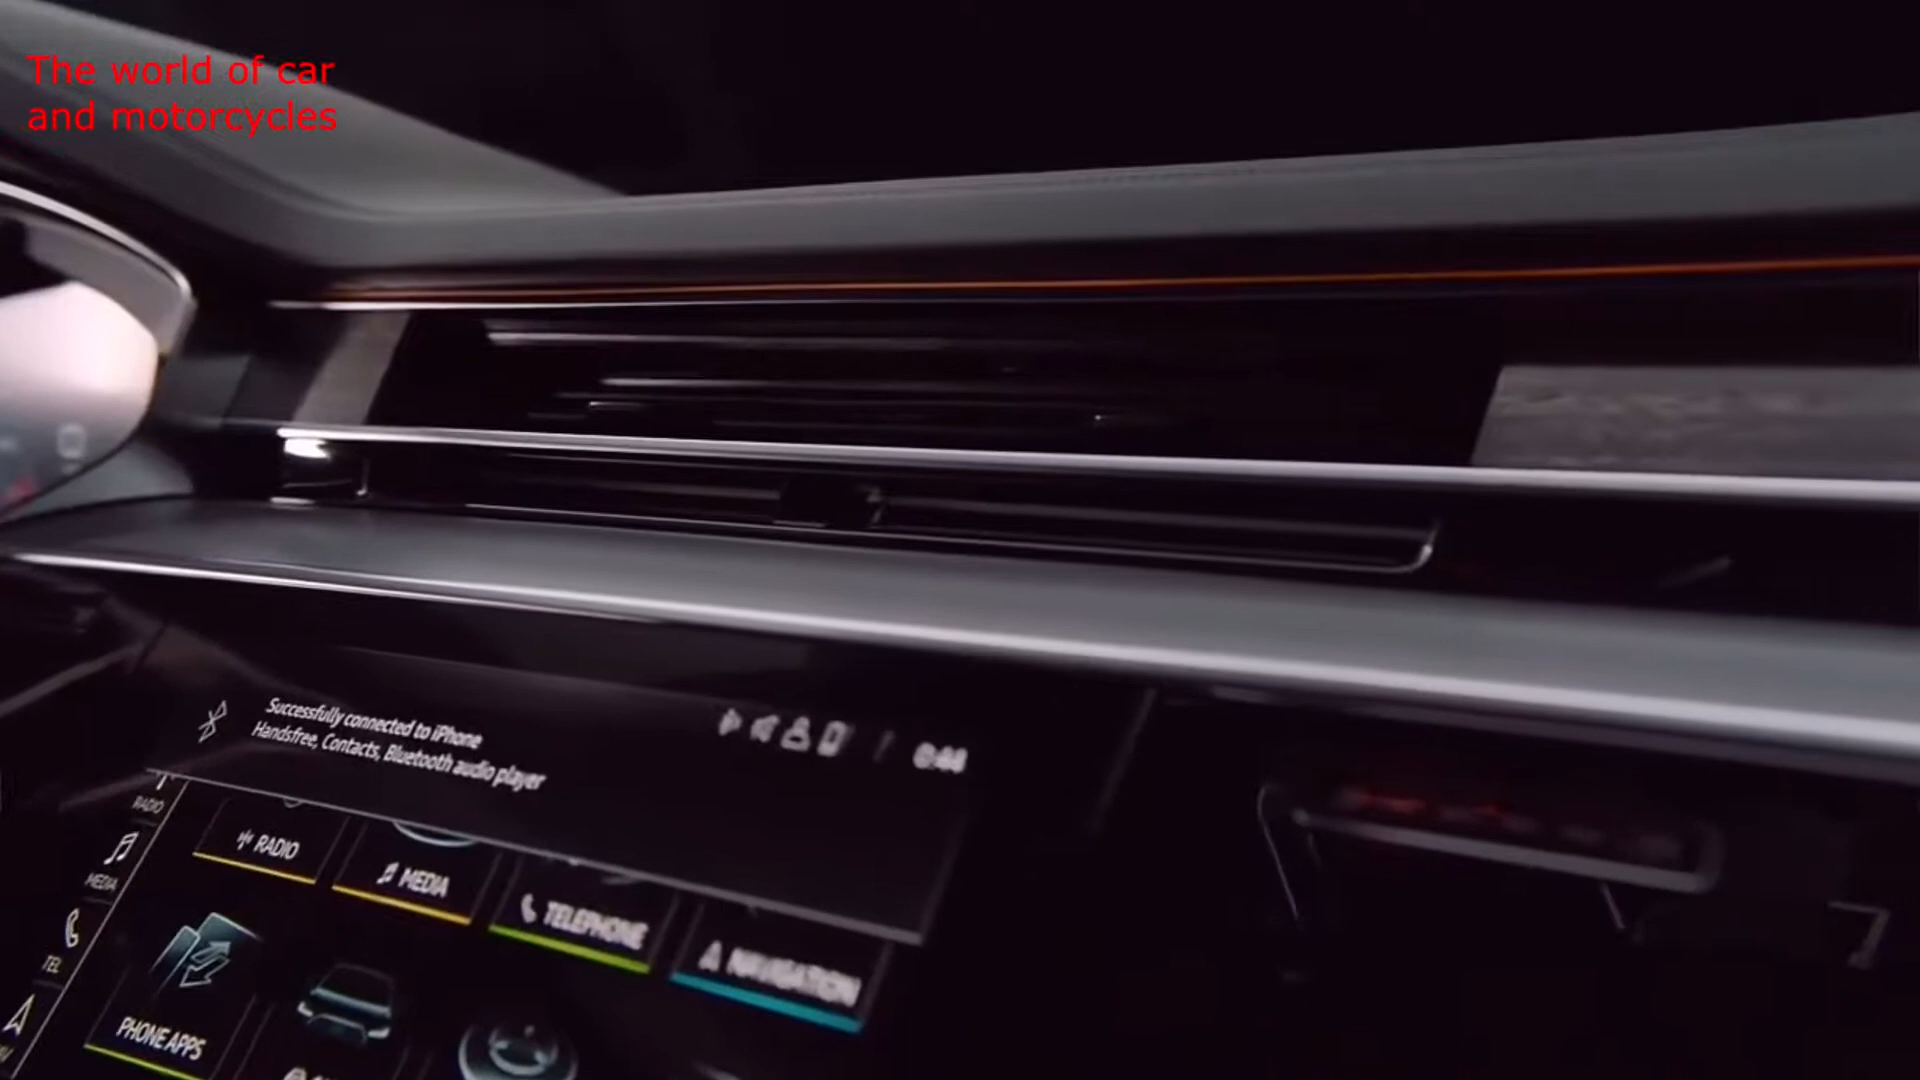 The world of car
and motorcycles
Successfully connected to iPhone
Handsfree, Contacts, Bluetooth audio player
RADIO
RADIO
MEDIA
MEDIA
TELEPHONE
TEL
NAVIGATION
PHONE APPS